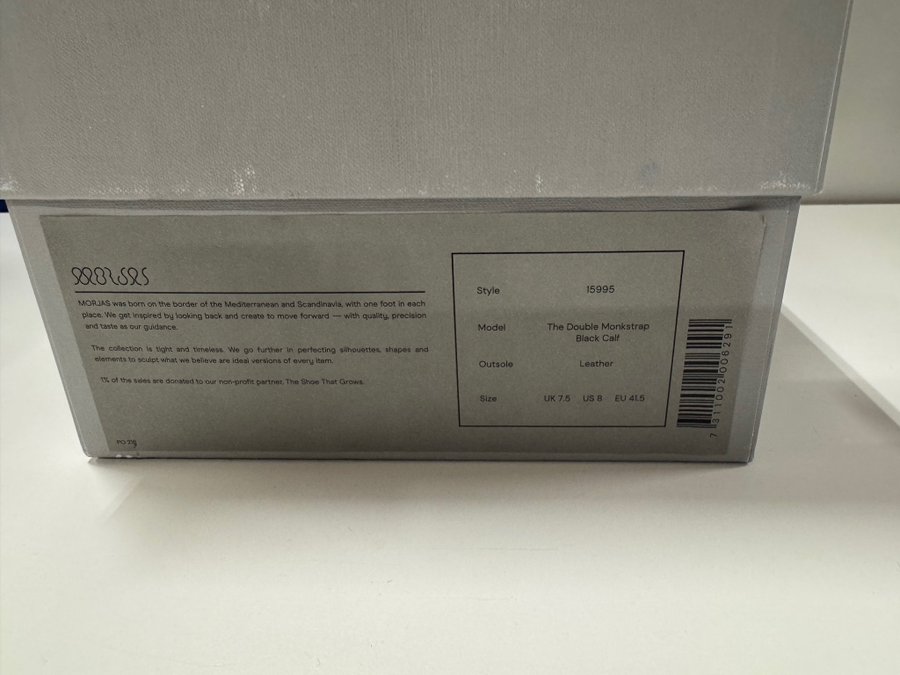 MORJAS
MORJAS was born on the border of the Mediterranean and Scandinavia, with one foot in each
place. We get inspired by looking back and create to move forward — with quality, precision
and taste as our guidance.
The collection is tight and timeless. We go further in perfecting silhouettes, shapes and
elements to sculpt what we believe are ideal versions of every item.
1% of the sales are donated to our non-profit partner, The Shoe That Grows.
Style 15995
Model The Double Monkstrap
Black Calf
Outsole Leather
Size UK 7.5 US 8 EU 41.5
7 311002 008291